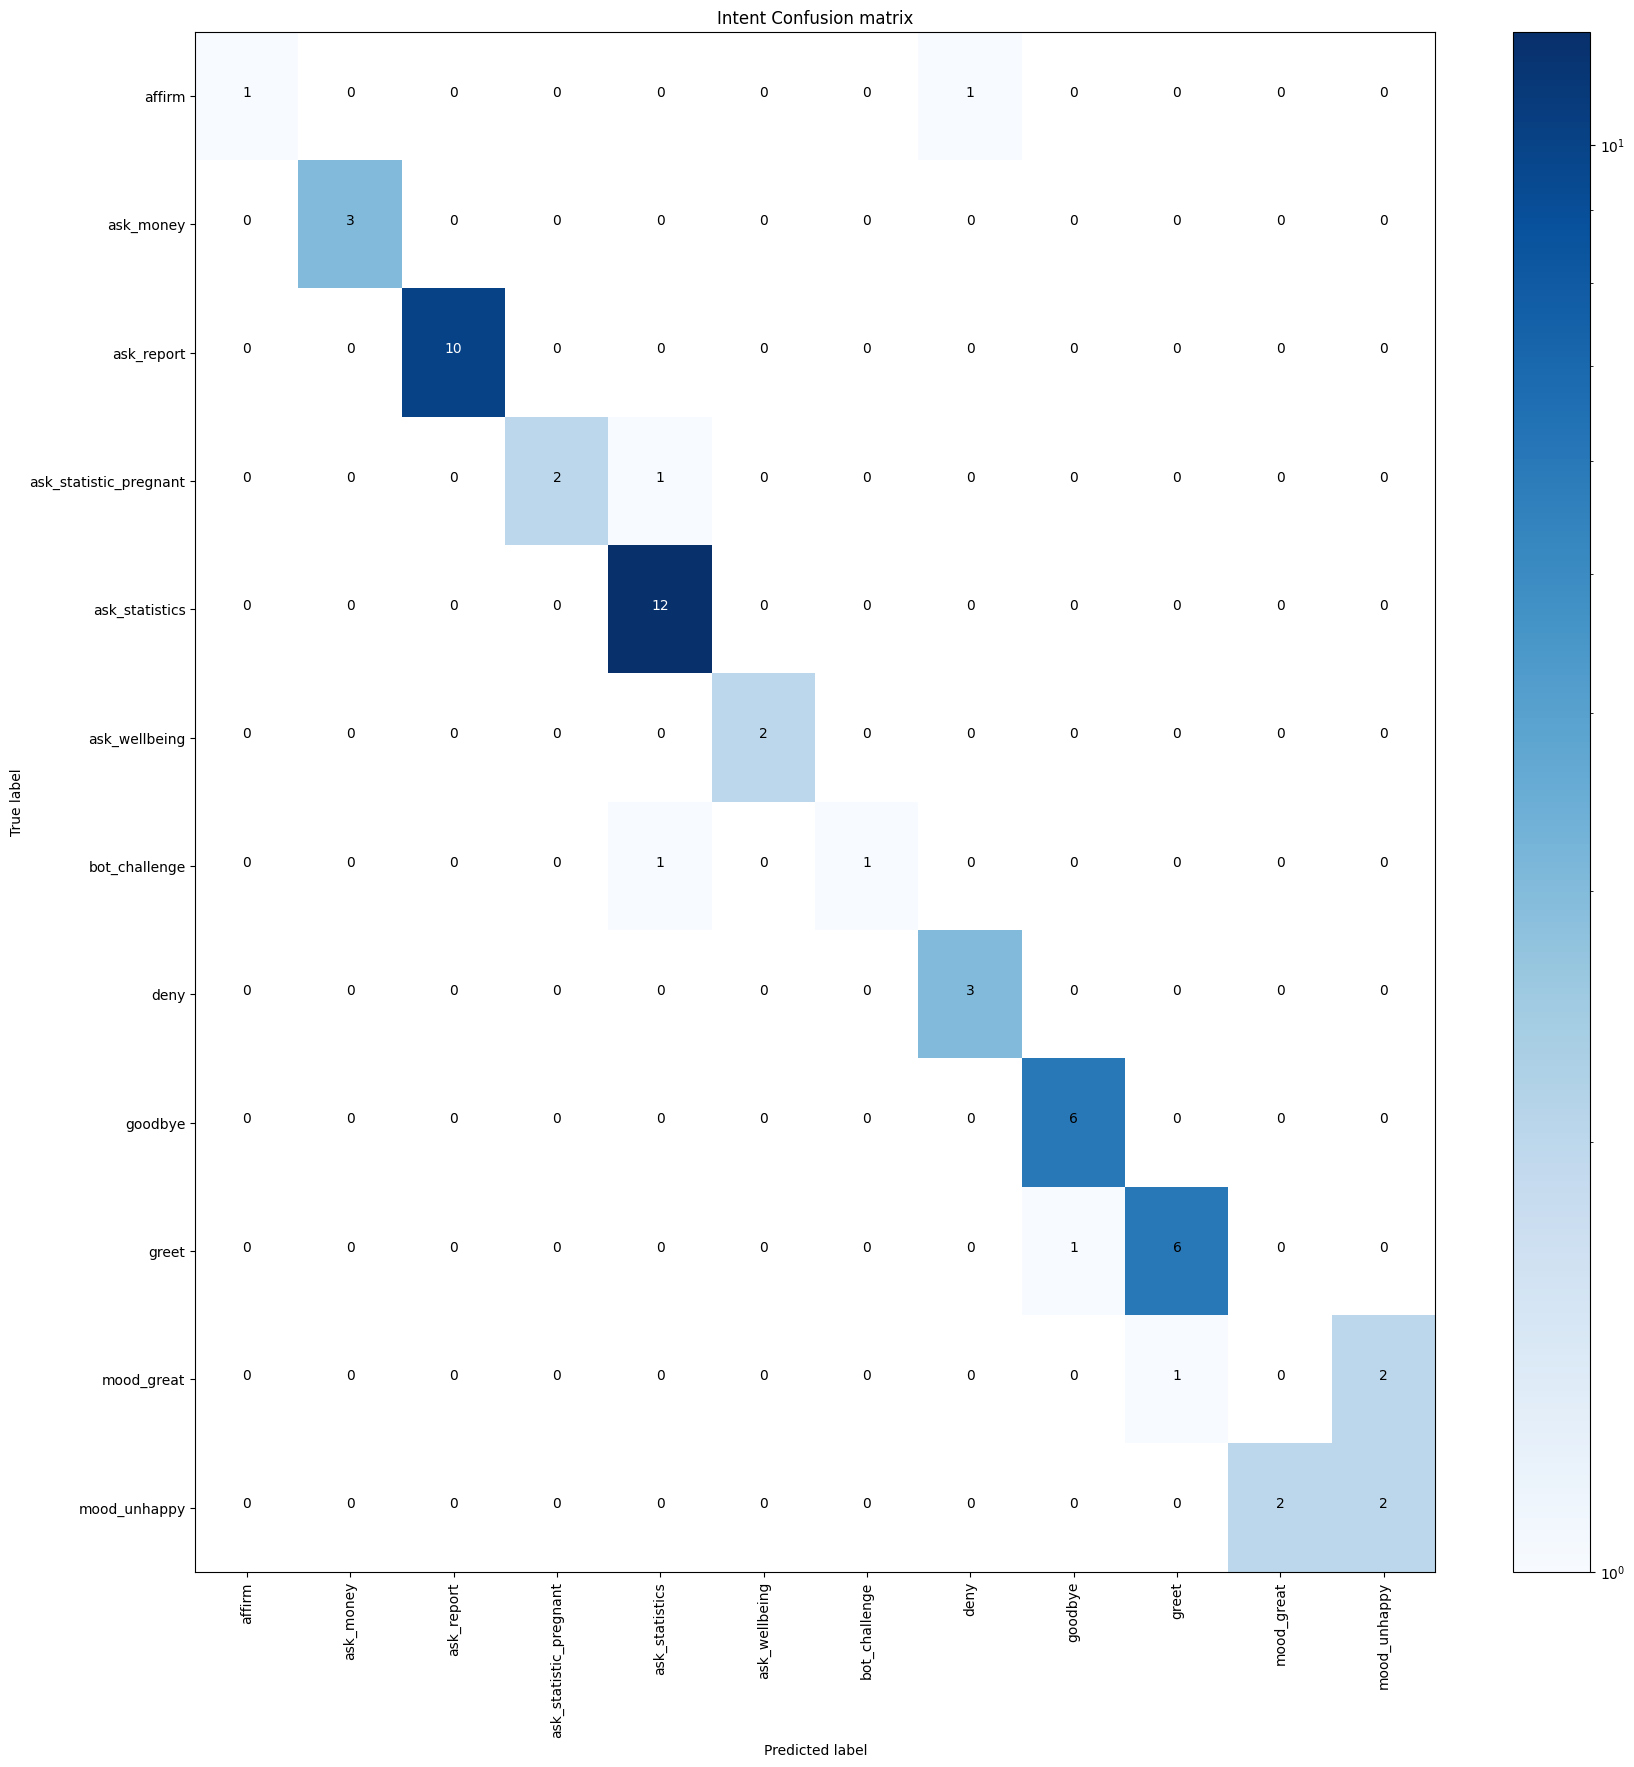 Intent Confusion matrix
affirm 1 0 0 0 0 0 0 1 0 0 0 0
ask_money 0 3 0 0 0 0 0 0 0 0 0 0
ask_report 0 0 10 0 0 0 0 0 0 0 0 0
ask_statistic_pregnant 0 0 0 2 1 0 0 0 0 0 0 0
ask_statistics 0 0 0 0 12 0 0 0 0 0 0 0
ask_wellbeing 0 0 0 0 0 2 0 0 0 0 0 0
bot_challenge 0 0 0 0 1 0 1 0 0 0 0 0
deny 0 0 0 0 0 0 0 3 0 0 0 0
goodbye 0 0 0 0 0 0 0 0 6 0 0 0
greet 0 0 0 0 0 0 0 0 1 6 0 0
mood_great 0 0 0 0 0 0 0 0 0 1 0 2
mood_unhappy 0 0 0 0 0 0 0 0 0 0 2 2
True label
affirm
ask_money
ask_report
ask_statistic_pregnant
ask_statistics
ask_wellbeing
bot_challenge
deny
goodbye
greet
mood_great
mood_unhappy
Predicted label
10¹
10⁰